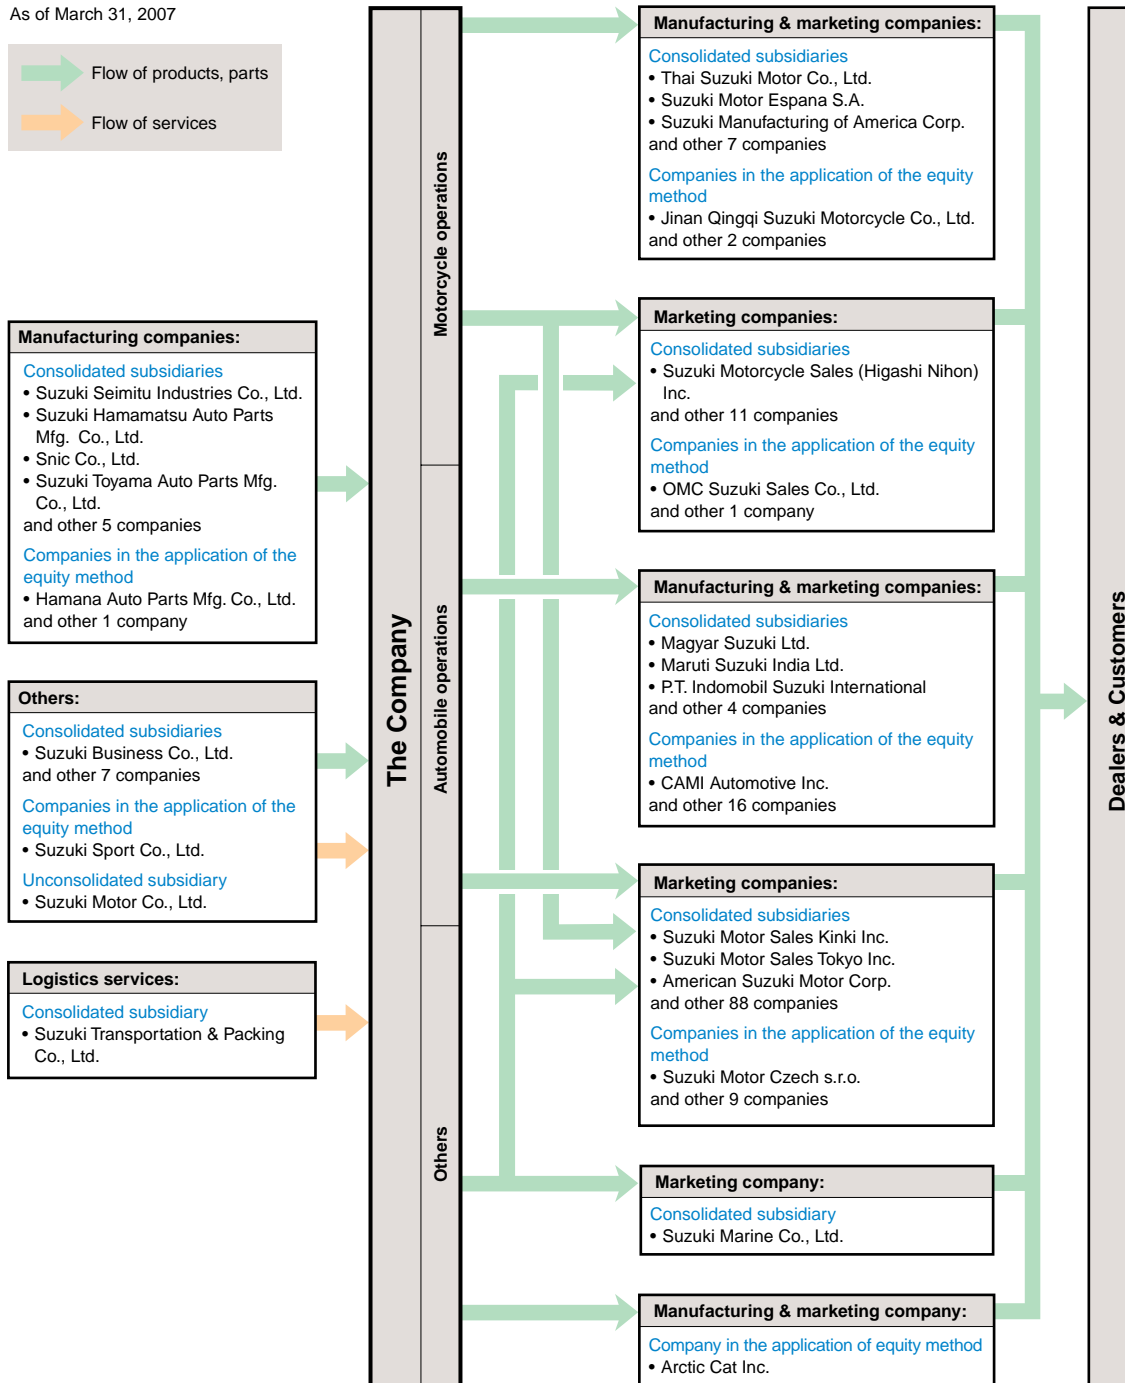 As of March 31, 2007
Flow of products, parts
Flow of services
Manufacturing companies:
Consolidated subsidiaries
• Suzuki Seimitu Industries Co., Ltd.
• Suzuki Hamamatsu Auto Parts
Mfg. Co., Ltd.
• Snic Co., Ltd.
• Suzuki Toyama Auto Parts Mfg.
Co., Ltd.
and other 5 companies
Companies in the application of the
equity method
• Hamana Auto Parts Mfg. Co., Ltd.
and other 1 company
Others:
Consolidated subsidiaries
• Suzuki Business Co., Ltd.
and other 7 companies
Companies in the application of the
equity method
• Suzuki Sport Co., Ltd.
Unconsolidated subsidiary
• Suzuki Motor Co., Ltd.
Logistics services:
Consolidated subsidiary
• Suzuki Transportation & Packing
Co., Ltd.
The Company
Motorcycle operations
Automobile operations
Others
Manufacturing & marketing companies:
Consolidated subsidiaries
• Thai Suzuki Motor Co., Ltd.
• Suzuki Motor Espana S.A.
• Suzuki Manufacturing of America Corp.
and other 7 companies
Companies in the application of the equity
method
• Jinan Qingqi Suzuki Motorcycle Co., Ltd.
and other 2 companies
Marketing companies:
Consolidated subsidiaries
• Suzuki Motorcycle Sales (Higashi Nihon)
Inc.
and other 11 companies
Companies in the application of the equity
method
• OMC Suzuki Sales Co., Ltd.
and other 1 company
Manufacturing & marketing companies:
Consolidated subsidiaries
• Magyar Suzuki Ltd.
• Maruti Suzuki India Ltd.
• P.T. Indomobil Suzuki International
and other 4 companies
Companies in the application of the equity
method
• CAMI Automotive Inc.
and other 16 companies
Marketing companies:
Consolidated subsidiaries
• Suzuki Motor Sales Kinki Inc.
• Suzuki Motor Sales Tokyo Inc.
• American Suzuki Motor Corp.
and other 88 companies
Companies in the application of the equity
method
• Suzuki Motor Czech s.r.o.
and other 9 companies
Marketing company:
Consolidated subsidiary
• Suzuki Marine Co., Ltd.
Manufacturing & marketing company:
Company in the application of equity method
• Arctic Cat Inc.
Dealers & Customers